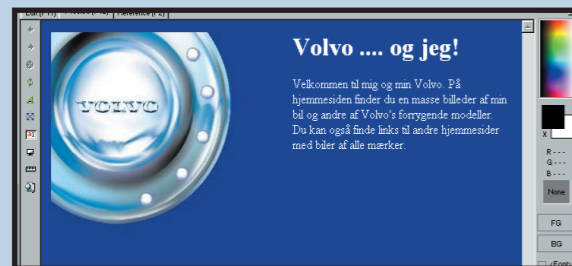 Volvo .... og jeg!
VOLVO
Velkommen til mig og min Volvo. På
hjemmesiden finder du en masse billeder af min
bil og andre af Volvo's forrygende modeller.
Du kan også finde links til andre hjemmesider
med biler af alle mærker.
X
R - - -
G - - -
B - - -
None
FG
BG